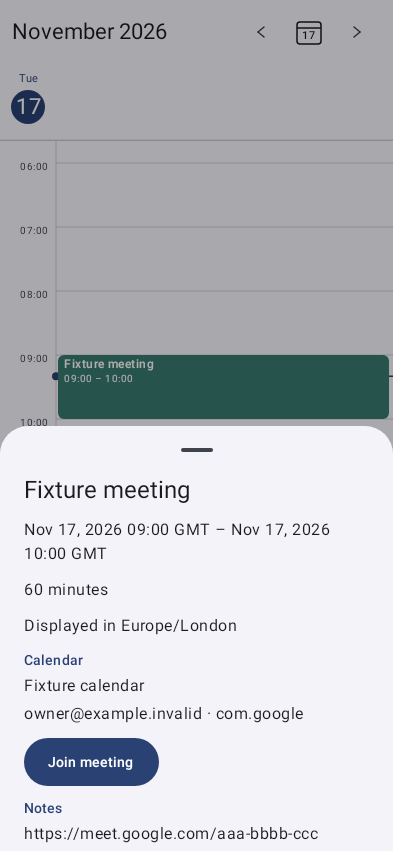 November 2026
17
Tue
17
06:00
07:00
08:00
09:00
Fixture meeting
09:00 – 10:00
10:00
Fixture meeting
Nov 17, 2026 09:00 GMT – Nov 17, 2026
10:00 GMT
60 minutes
Displayed in Europe/London
Calendar
Fixture calendar
owner@example.invalid · com.google
Join meeting
Notes
https://meet.google.com/aaa-bbbb-ccc